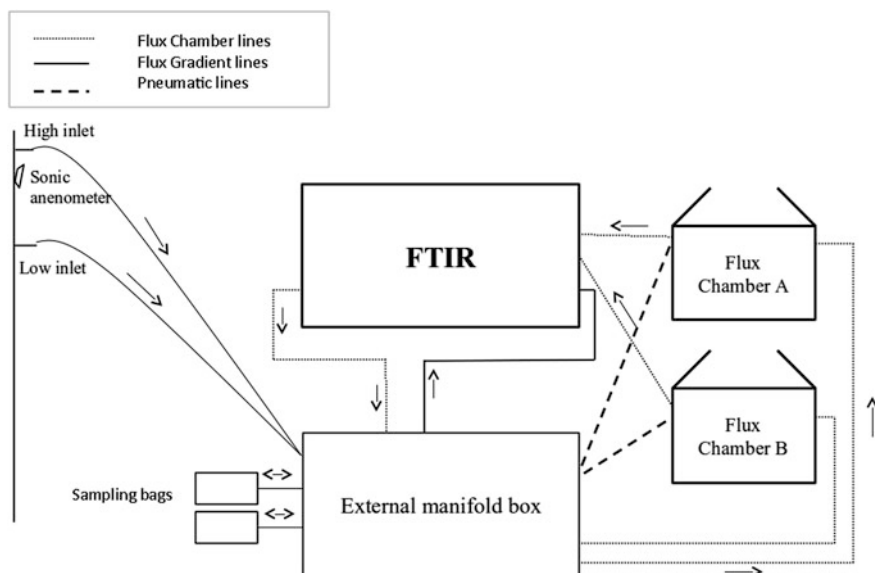 Flux Chamber lines
Flux Gradient lines
Pneumatic lines
High inlet
Sonic
anenometer
Low inlet
FTIR
Flux
Chamber A
Flux
Chamber B
Sampling bags
External manifold box